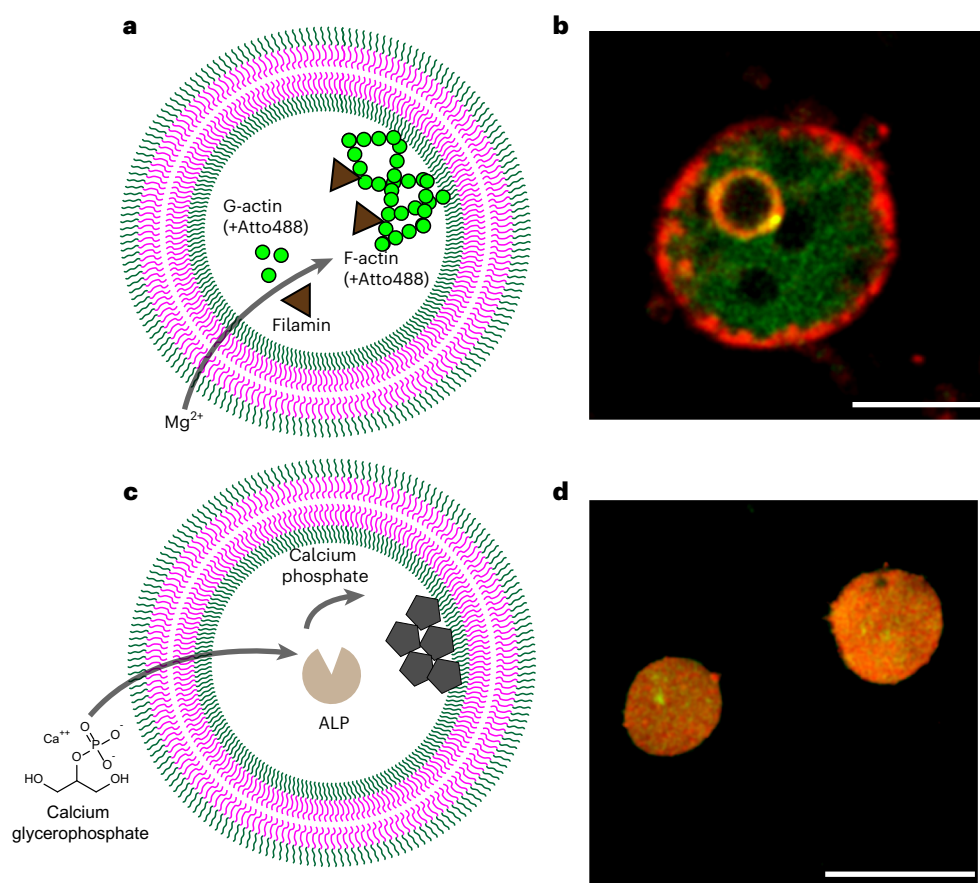 a
G-actin
(+Atto488)
F-actin
(+Atto488)
Filamin
Mg2+
b
c
Calcium
phosphate
ALP
Ca++
O
P
O-
O
O-
HO
OH
Calcium
glycerophosphate
d